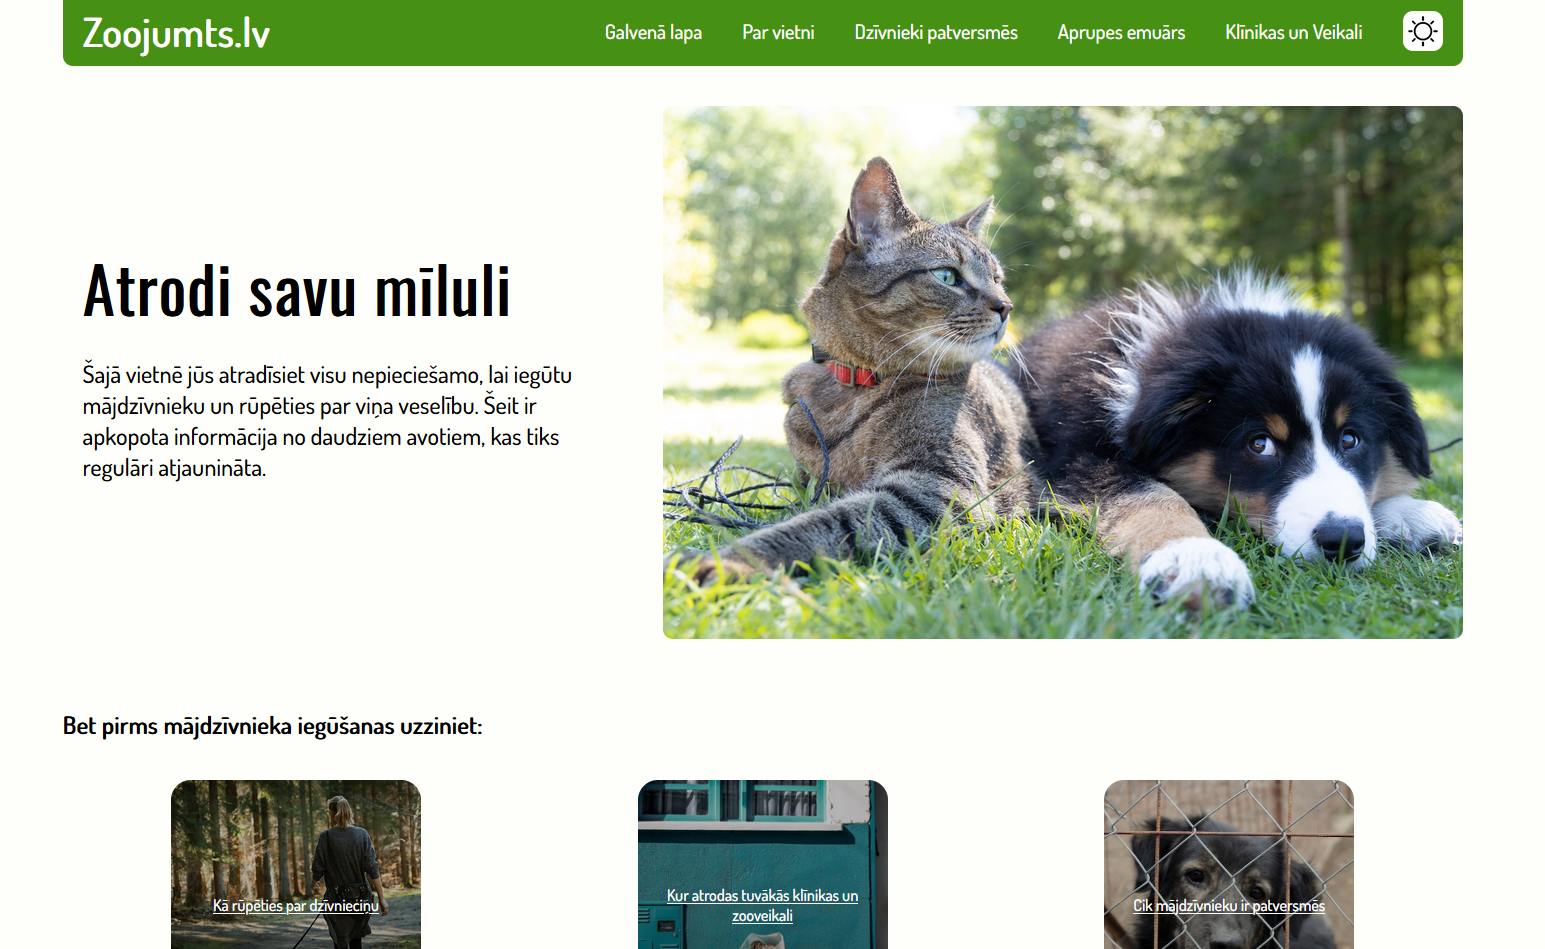 Zoojumts.lv
Galvenā lapa
Par vietni
Dzīvnieki patversmēs
Aprupes emuārs
Klīnikas un Veikali
Atrodi savu mīluli
Šajā vietnē jūs atradīsiet visu nepieciešamo, lai iegūtu
mājdzīvnieku un rūpēties par viņa veselību. Šeit ir
apkopota informācija no daudziem avotiem, kas tiks
regulāri atjaunināta.
Bet pirms mājdzīvnieka iegūšanas uzziniet:
Kā rūpēties par dzīvnieciņu
Kur atrodas tuvākās klīnikas un
zooveikali
Cik mājdzīvnieku ir patversmēs